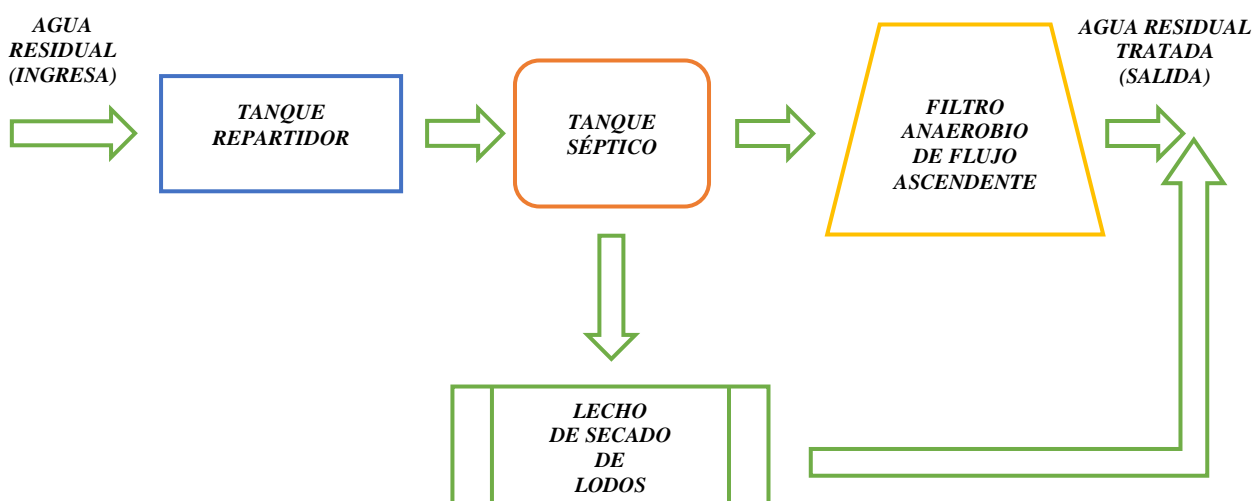 AGUA
RESIDUAL
(INGRESA)
TANQUE
REPARTIDOR
TANQUE
SÉPTICO
FILTRO
ANAEROBIO
DE FLUJO
ASCENDENTE
AGUA RESIDUAL
TRATADA
(SALIDA)
LECHO
DE SECADO
DE
LODOS